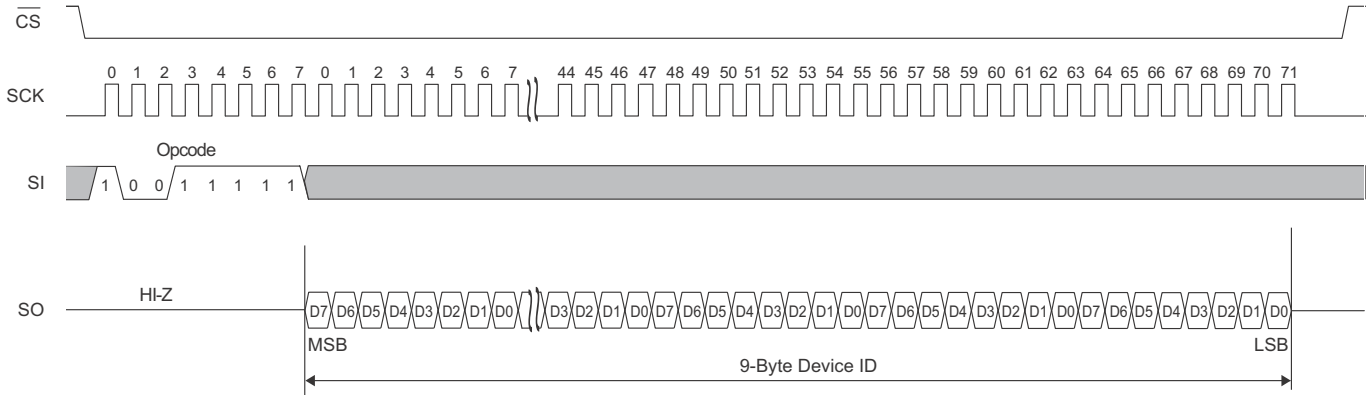 CS
0 1 2 3 4 5 6 7 0 1 2 3 4 5 6 7 44 45 46 47 48 49 50 51 52 53 54 55 56 57 58 59 60 61 62 63 64 65 66 67 68 69 70 71
SCK
Opcode
SI 1 0 0 1 1 1 1 1
HI-Z
SO D7 D6 D5 D4 D3 D2 D1 D0 D3 D2 D1 D0 D7 D6 D5 D4 D3 D2 D1 D0 D7 D6 D5 D4 D3 D2 D1 D0 D7 D6 D5 D4 D3 D2 D1 D0
MSB LSB
9-Byte Device ID